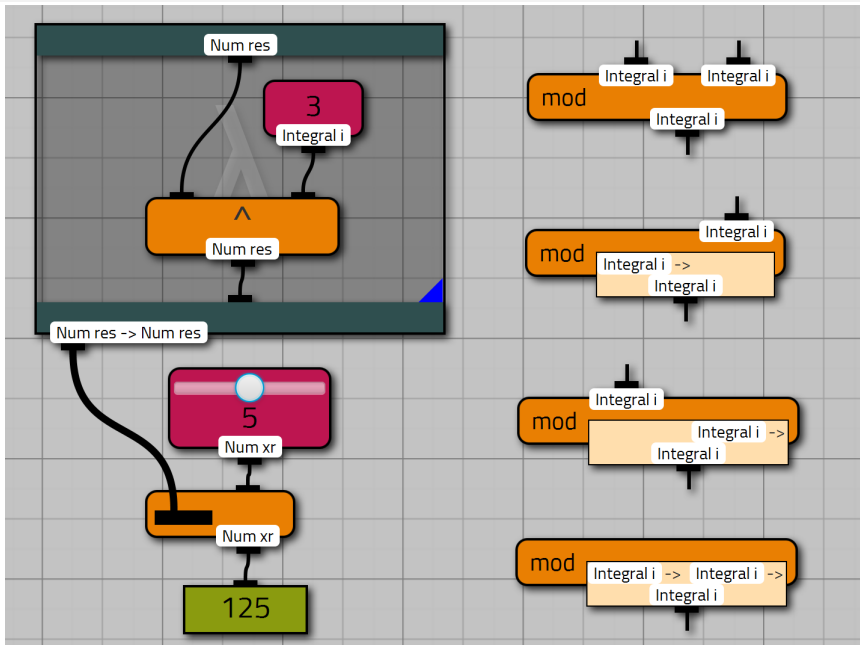 Num res
3
Integral i
^
Num res
Num res -> Num res
5
Num xr
Num xr
125
Integral i Integral i
mod
Integral i
Integral i
mod
Integral i ->
Integral i
Integral i
mod
Integral i ->
Integral i
mod
Integral i -> Integral i ->
Integral i